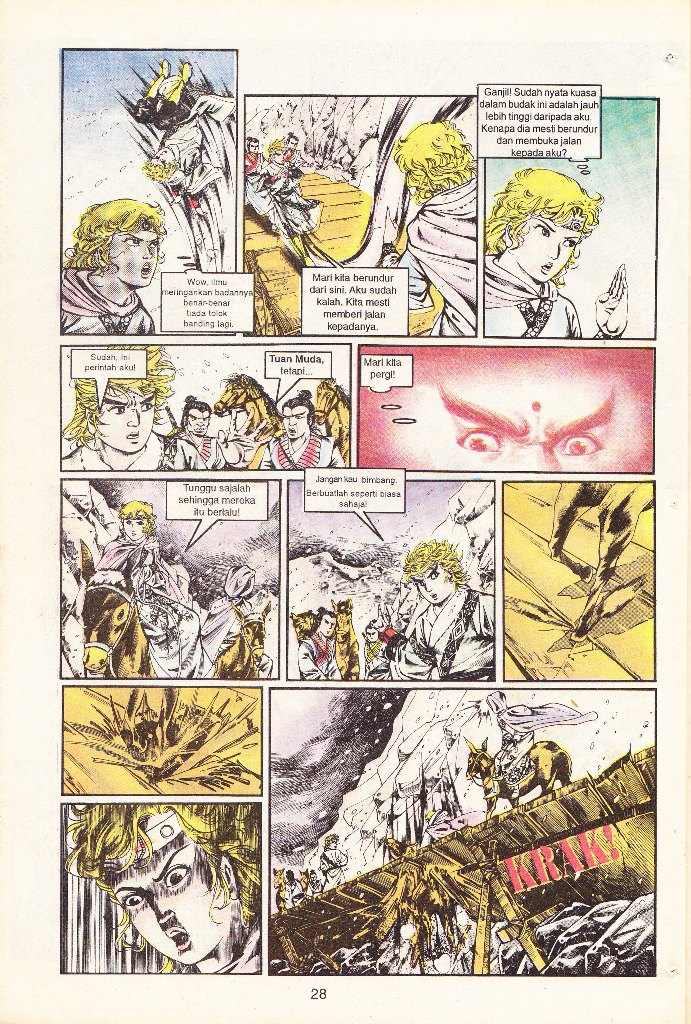 Wow, ilmu
meringankan badannya
benar-benar
tiada tolok
banding lagi.
Mari kita berundur
dari sini. Aku sudah
kalah. Kita mesti
memberi jalan
kepadanya.
Ganjil! Sudah nyata kuasa
dalam budak ini adalah jauh
lebih tinggi daripada aku.
Kenapa dia mesti berundur
dan membuka jalan
kepada aku?
Sudah, ini
perintah aku!
Tuan Muda,
tetapi...
Mari kita
pergi!
Tunggu sajalah
sehingga mereka
itu berlalu!
Jangan kau bimbang.
Berbuatlah seperti biasa
sahaja!
KRAK!
28